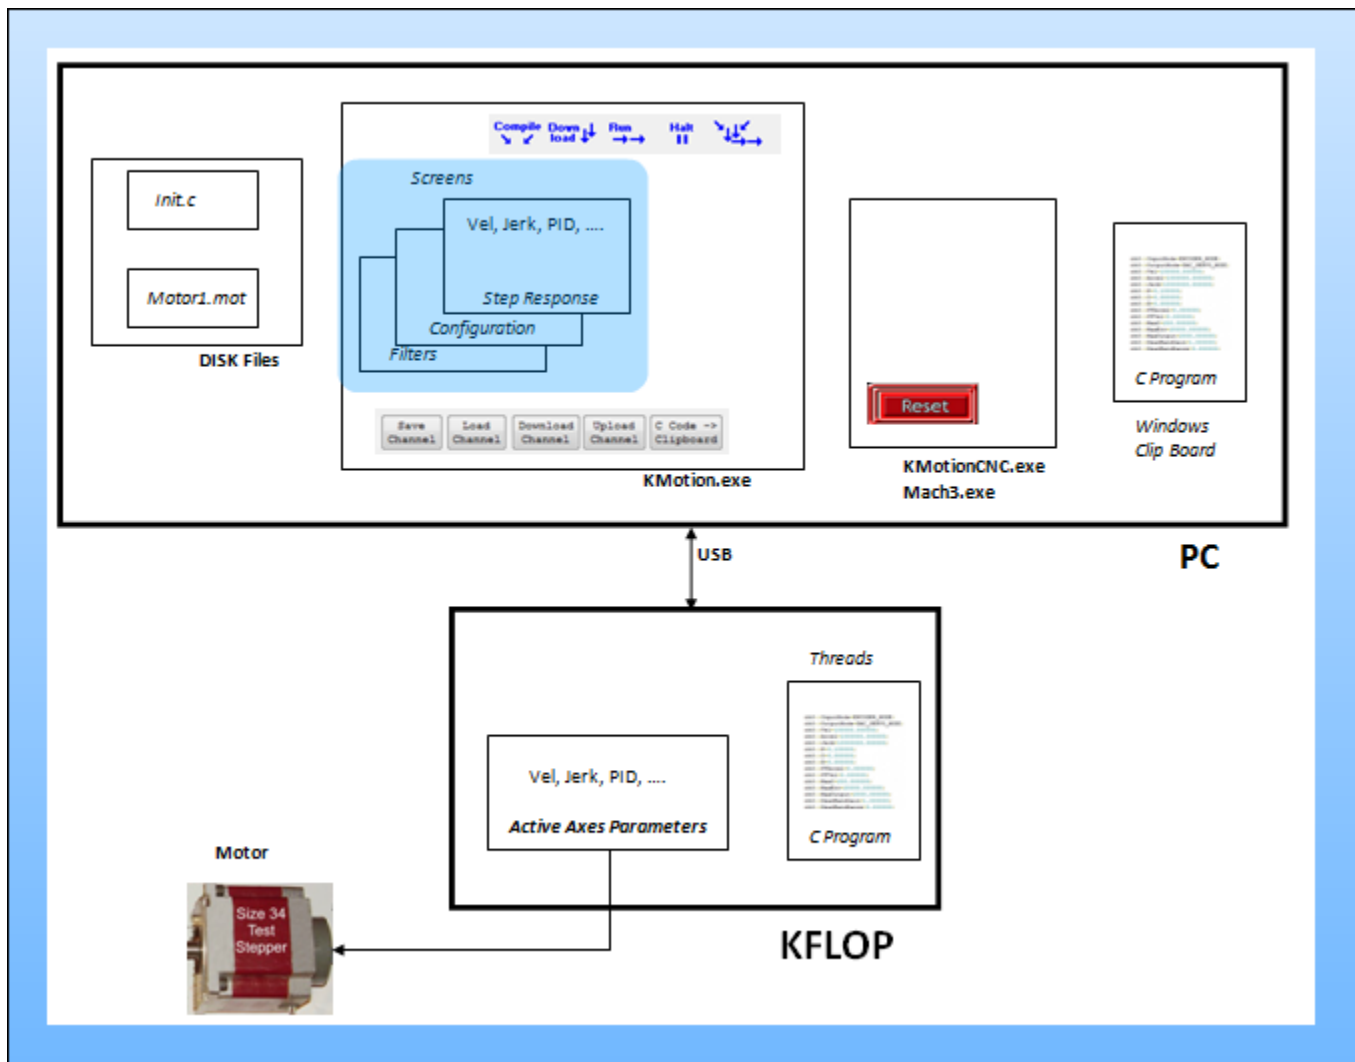 Compile
Down load
Run
Halt
Screens
Init.c
Vel, Jerk, PID, ....
Motor1.mot
Step Response
Configuration
Filters
DISK Files
Save Channel
Load Channel
Download Channel
Upload Channel
C Code -> Clipboard
KMotion.exe
Reset
KMotionCNC.exe
Mach3.exe
C Program
Windows
Clip Board
PC
USB
Threads
Vel, Jerk, PID, ....
Active Axes Parameters
C Program
KFLOP
Motor
Size 34
Test
Stepper